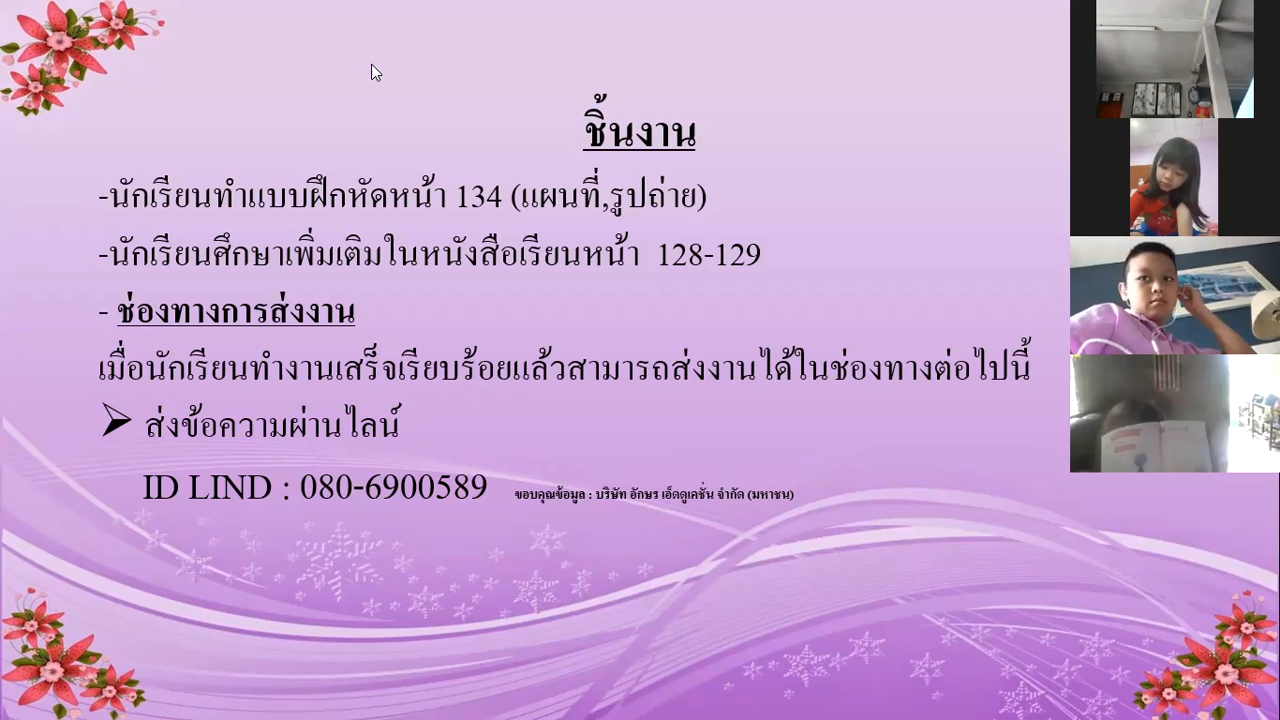 ชิ้นงาน
-นักเรียนทำแบบฝึกหัดหน้า 134 (แผนที่,รูปถ่าย)
-นักเรียนศึกษาเพิ่มเติมในหนังสือเรียนหน้า 128-129
- ช่องทางการส่งงาน
เมื่อนักเรียนทำงานเสร็จเรียบร้อยแล้วสามารถส่งงานได้ในช่องทางต่อไปนี้
➢ ส่งข้อความผ่านไลน์
ID LIND : 080-6900589 ขอบคุณข้อมูล : บริษัท อักษร เอ็ดดูเคชั่น จำกัด (มหาชน)